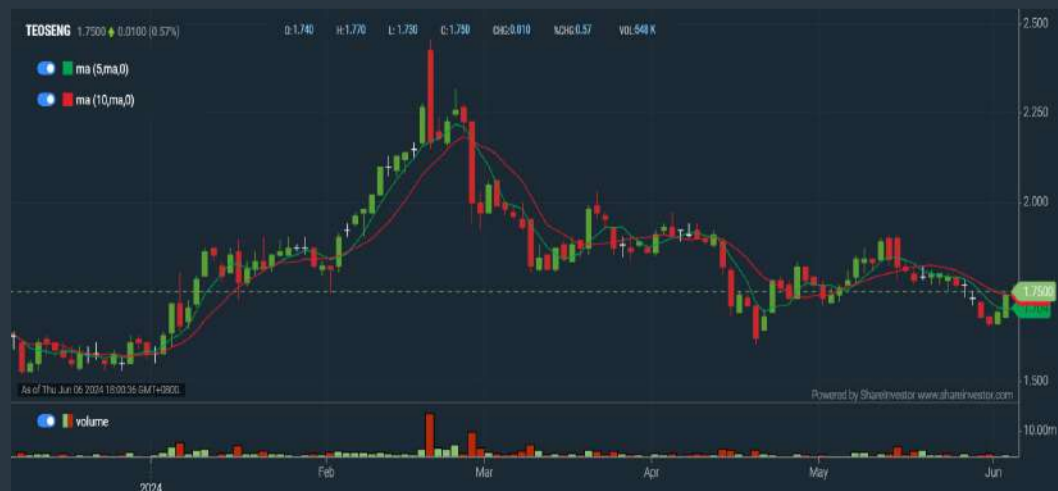 TEOSENG 1.7500 0.0100 (0.57%) O:1.740 H:1.770 L: 1.730 C:1.750 CHG:0.010 %CHG:0.57 VOL:648 K
ma (5,ma,0)
ma (10,ma,0)
2.500
2.250
2.000
1.7500
1.500
As of Thu Jun 06 2024 18:00:36 GMT+0800.
Powered by ShareInvestor www.shareinvestor.com
volume
10.00m
Feb Mar Apr May Jun
2024